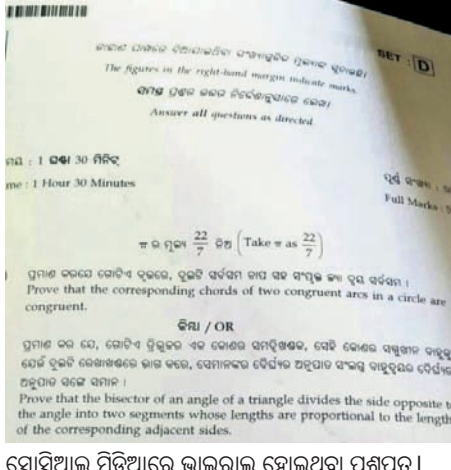 ଡାହାଣ ପାଖରେ ଦିଆଯାଇଥିବା ସଂଖ୍ୟାଗୁଡ଼ିକ ମୂଲ୍ୟାଙ୍କ ସୂଚାଉଛି।
SET : D
The figures in the right-hand margin indicate marks.
ସମସ୍ତ ପ୍ରଶ୍ନର ଉତ୍ତର ନିର୍ଦ୍ଦେଶାନୁସାରେ ଲେଖ।
Answer all questions as directed.
ମୟ : 1 ଘଣ୍ଟା 30 ମିନିଟ୍
ପୂର୍ଣ୍ଣ ସଂଖ୍ୟା :
me : 1 Hour 30 Minutes
Full Marks :
π ର ମୂଲ୍ୟ 22/7 ନିଅ (Take π as 22/7)
ପ୍ରମାଣ କରଯେ ଗୋଟିଏ ବୃତ୍ତରେ, ଦୁଇଟି ସର୍ବସମ ଚାପ ସହ ସଂପୃକ୍ତ ଜ୍ୟା ଦ୍ୱୟ ସର୍ବସମ ।
Prove that the corresponding chords of two congruent arcs in a circle are
congruent.
କିମ୍ବା / OR
ପ୍ରମାଣ କର ଯେ, ଗୋଟିଏ ତ୍ରିଭୁଜର ଏକ କୋଣର ସମଦ୍ୱିଖଣ୍ଡକ, ସେହି କୋଣର ସମ୍ମୁଖୀନ ବାହୁକୁ
ଯେଉଁ ଦୁଇଟି ରେଖାଖଣ୍ଡରେ ଭାଗ କରେ, ସେମାନଙ୍କର ଦୈର୍ଘ୍ୟର ଅନୁପାତ ସଂଲଗ୍ନ ବାହୁଦ୍ୱୟର ଦୈର୍ଘ୍ୟର
ଅନୁପାତ ସଙ୍ଗେ ସମାନ ।
Prove that the bisector of an angle of a triangle divides the side opposite t
the angle into two segments whose lengths are proportional to the length
of the corresponding adjacent sides.
ସୋସିଆଲ ମିଡିଆରେ ଭାଇରାଲ ହୋଇଥିବା ପ୍ରଶ୍ନପତ୍ର।